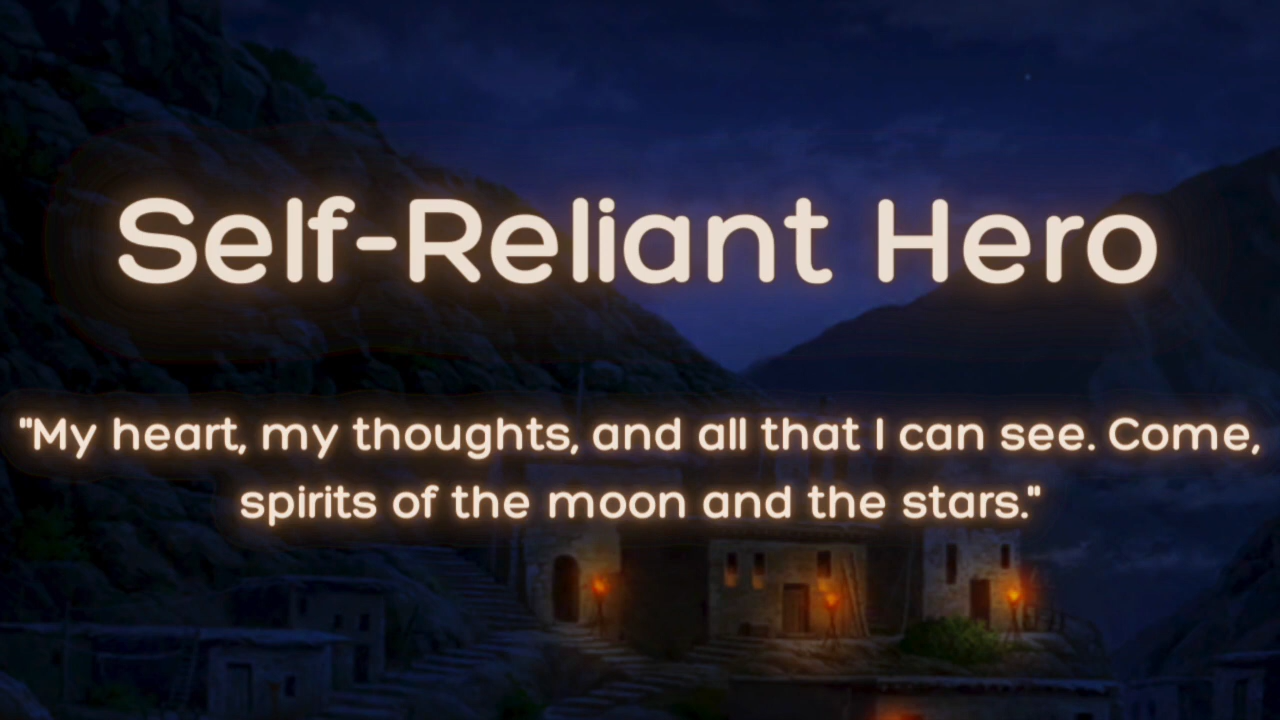 Self-Reliant Hero
"My heart, my thoughts, and all that I can see. Come,
spirits of the moon and the stars."